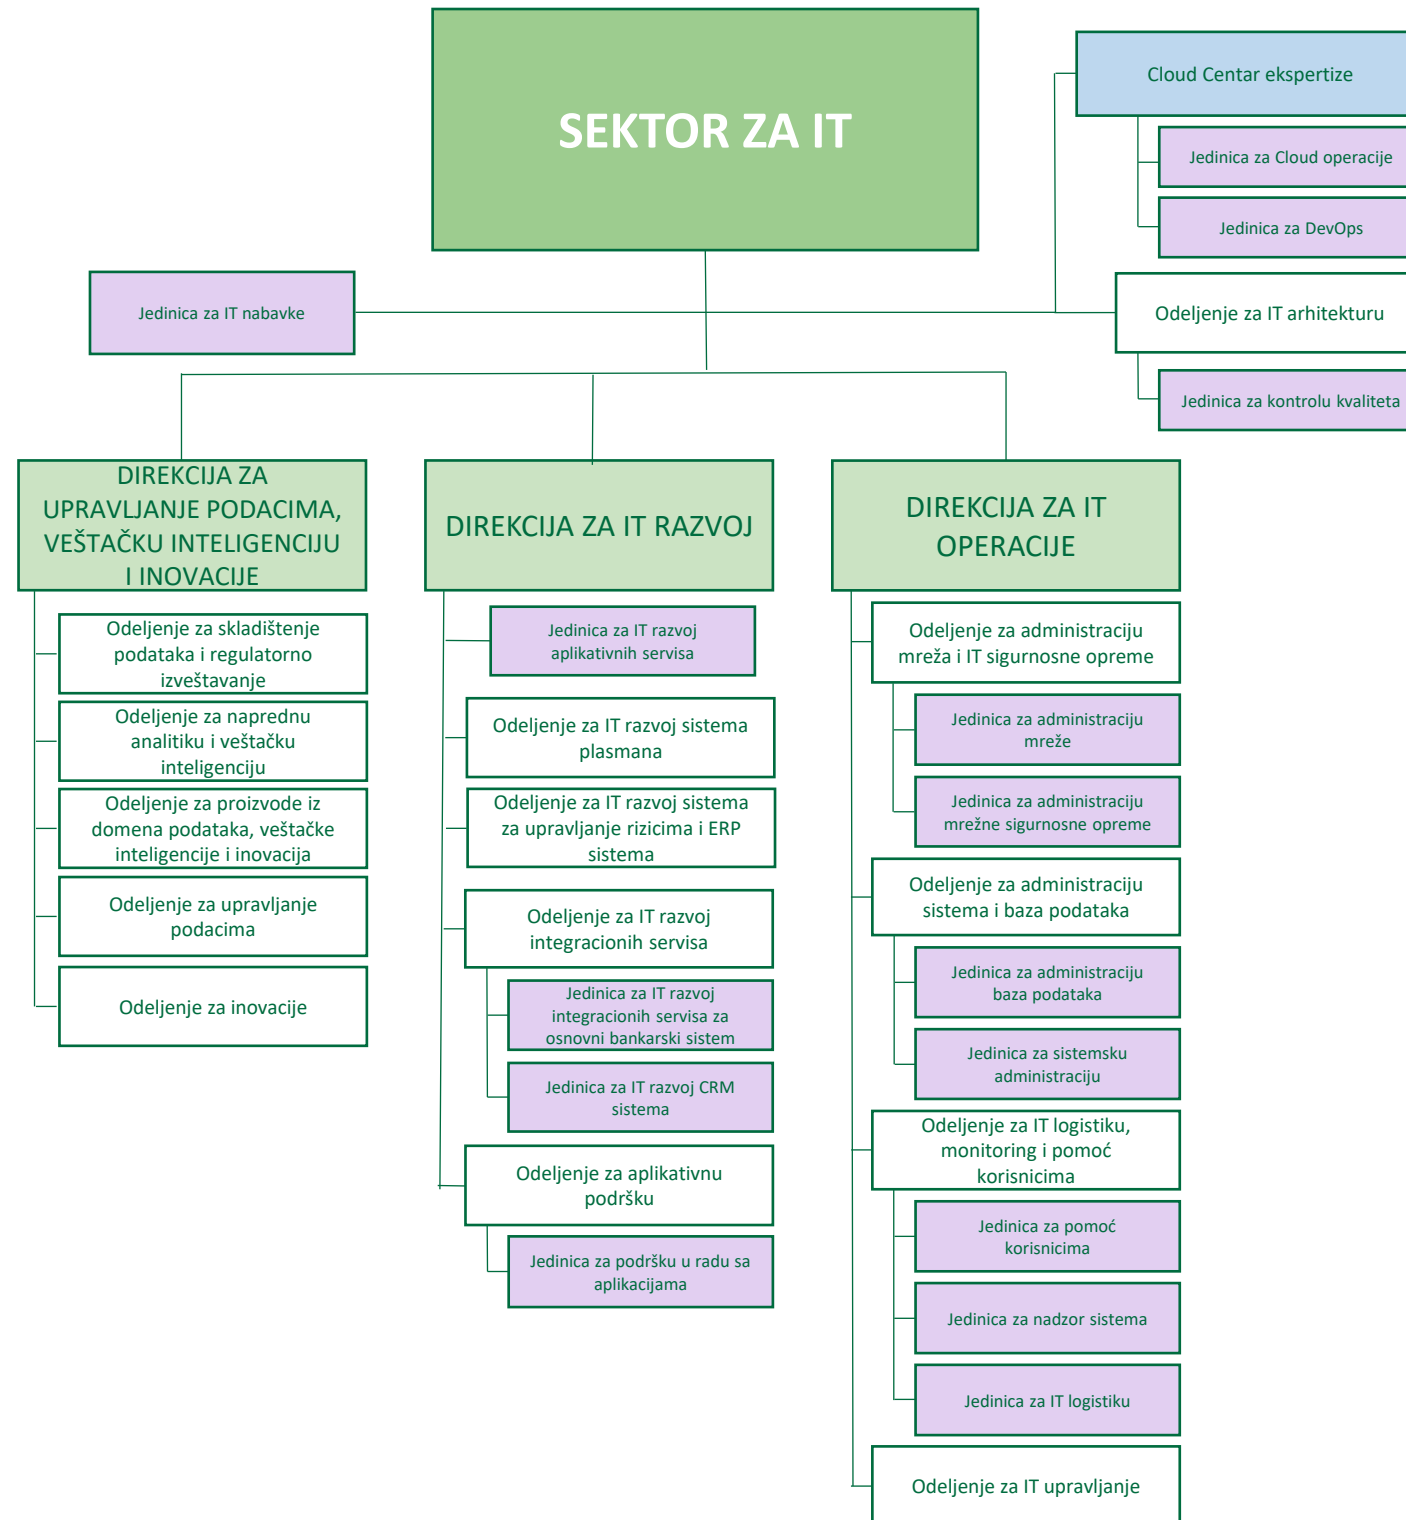 SEKTOR ZA IT
Cloud Centar ekspertize
Jedinica za Cloud operacije
Jedinica za DevOps
Jedinica za IT nabavke
Odeljenje za IT arhitekturu
Jedinica za kontrolu kvaliteta
DIREKCIJA ZA
UPRAVLJANJE PODACIMA,
VEŠTAČKU INTELIGENCIJU
I INOVACIJE
Odeljenje za skladištenje
podataka i regulatorno
izveštavanje
Odeljenje za naprednu
analitiku i veštačku
inteligenciju
Odeljenje za proizvode iz
domena podataka, veštačke
inteligencije i inovacija
Odeljenje za upravljanje
podacima
Odeljenje za inovacije
DIREKCIJA ZA IT RAZVOJ
Jedinica za IT razvoj
aplikativnih servisa
Odeljenje za IT razvoj sistema
plasmana
Odeljenje za IT razvoj sistema
za upravljanje rizicima i ERP
sistema
Odeljenje za IT razvoj
integracionih servisa
Jedinica za IT razvoj
integracionih servisa za
osnovni bankarski sistem
Jedinica za IT razvoj CRM
sistema
Odeljenje za aplikativnu
podršku
Jedinica za podršku u radu sa
aplikacijama
DIREKCIJA ZA IT
OPERACIJE
Odeljenje za administraciju
mreža i IT sigurnosne opreme
Jedinica za administraciju
mreže
Jedinica za administraciju
mrežne sigurnosne opreme
Odeljenje za administraciju
sistema i baza podataka
Jedinica za administraciju
baza podataka
Jedinica za sistemsku
administraciju
Odeljenje za IT logistiku,
monitoring i pomoć
korisnicima
Jedinica za pomoć
korisnicima
Jedinica za nadzor sistema
Jedinica za IT logistiku
Odeljenje za IT upravljanje